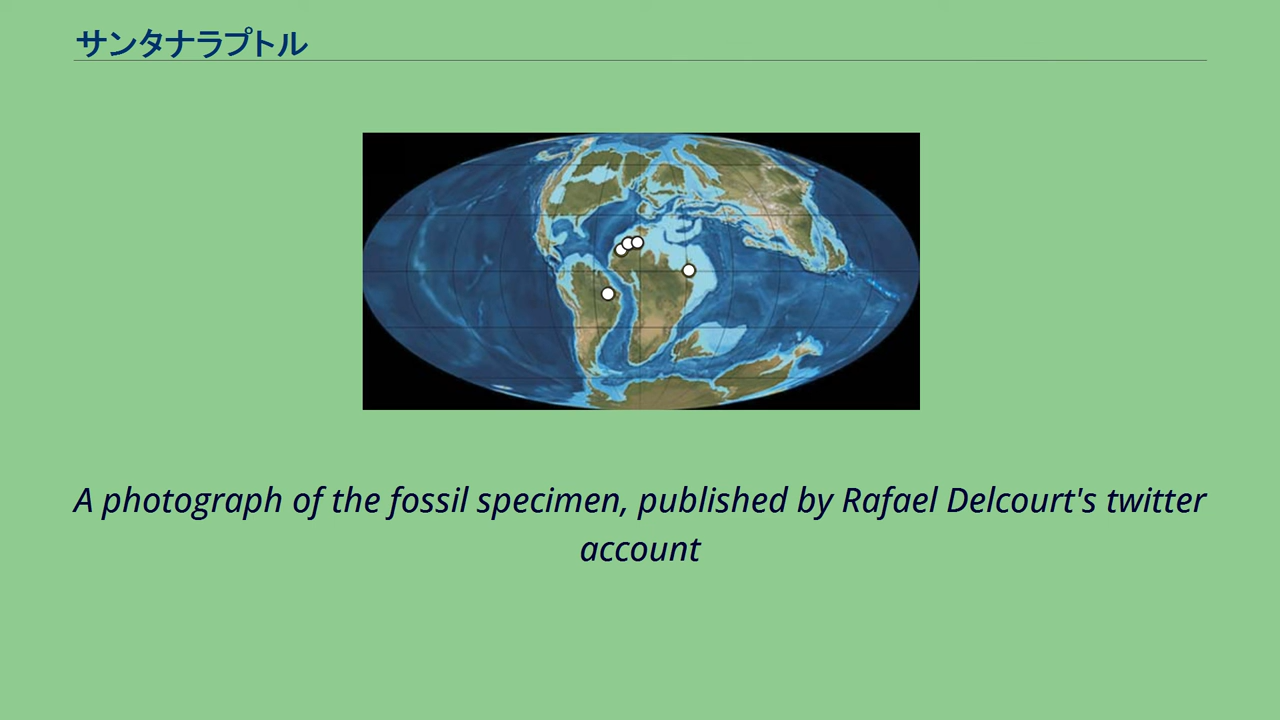 サンタナラプトル
A photograph of the fossil specimen, published by Rafael Delcourt's twitter
account